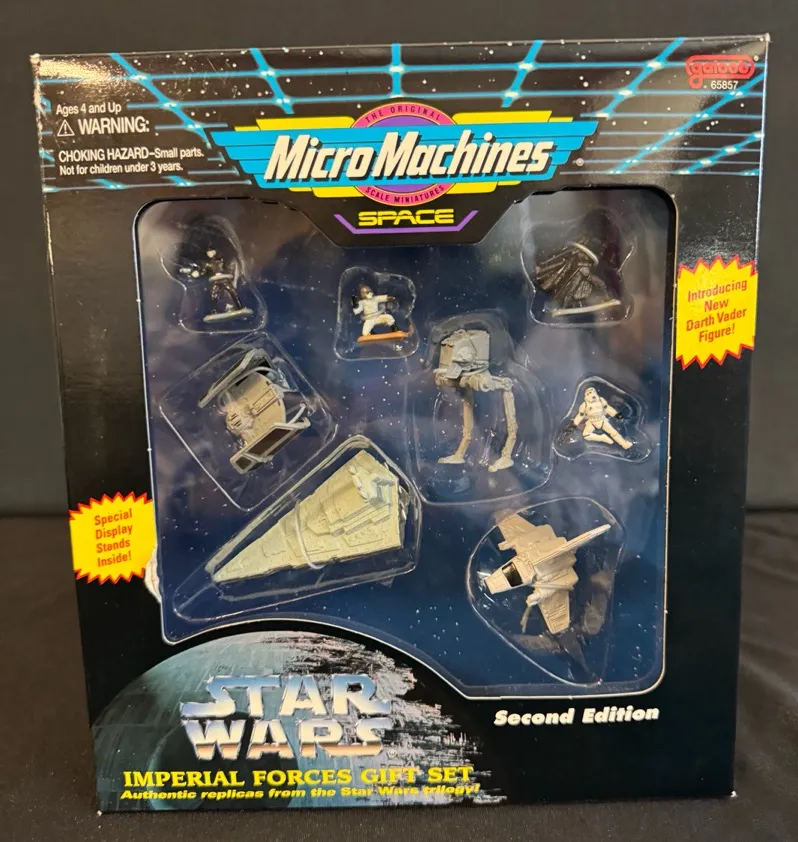 Ages 4 and Up
⚠ WARNING:
CHOKING HAZARD–Small parts.
Not for children under 3 years.
galoob
65857
THE ORIGINAL
Micro Machines
SCALE MINIATURES
SPACE
Introducing
New
Darth Vader
Figure!
Special
Display
Stands
Inside!
STAR
WARS
Second Edition
IMPERIAL FORCES GIFT SET
Authentic replicas from the Star Wars trilogy!